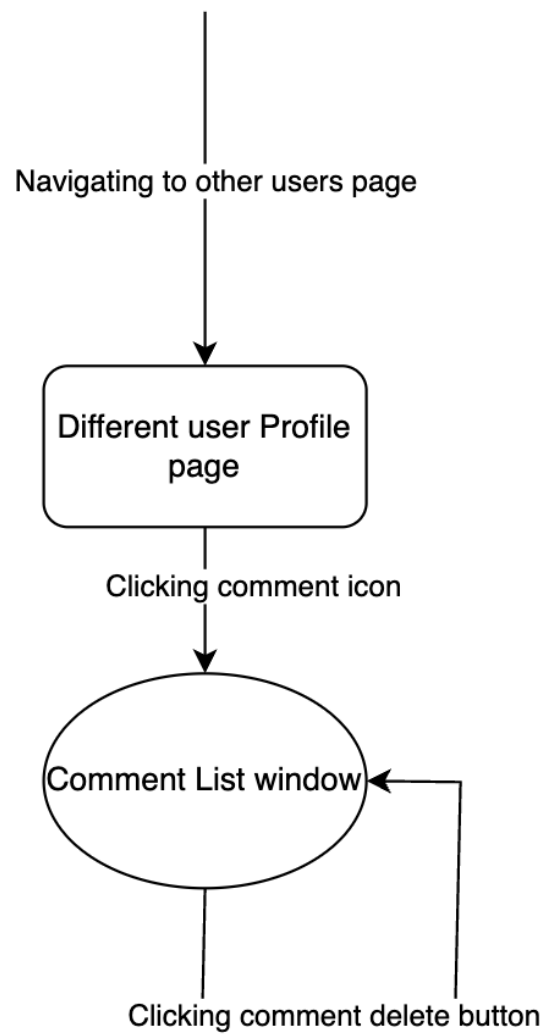 Navigating to other users page
Different user Profile
page
Clicking comment icon
Comment List window
Clicking comment delete button